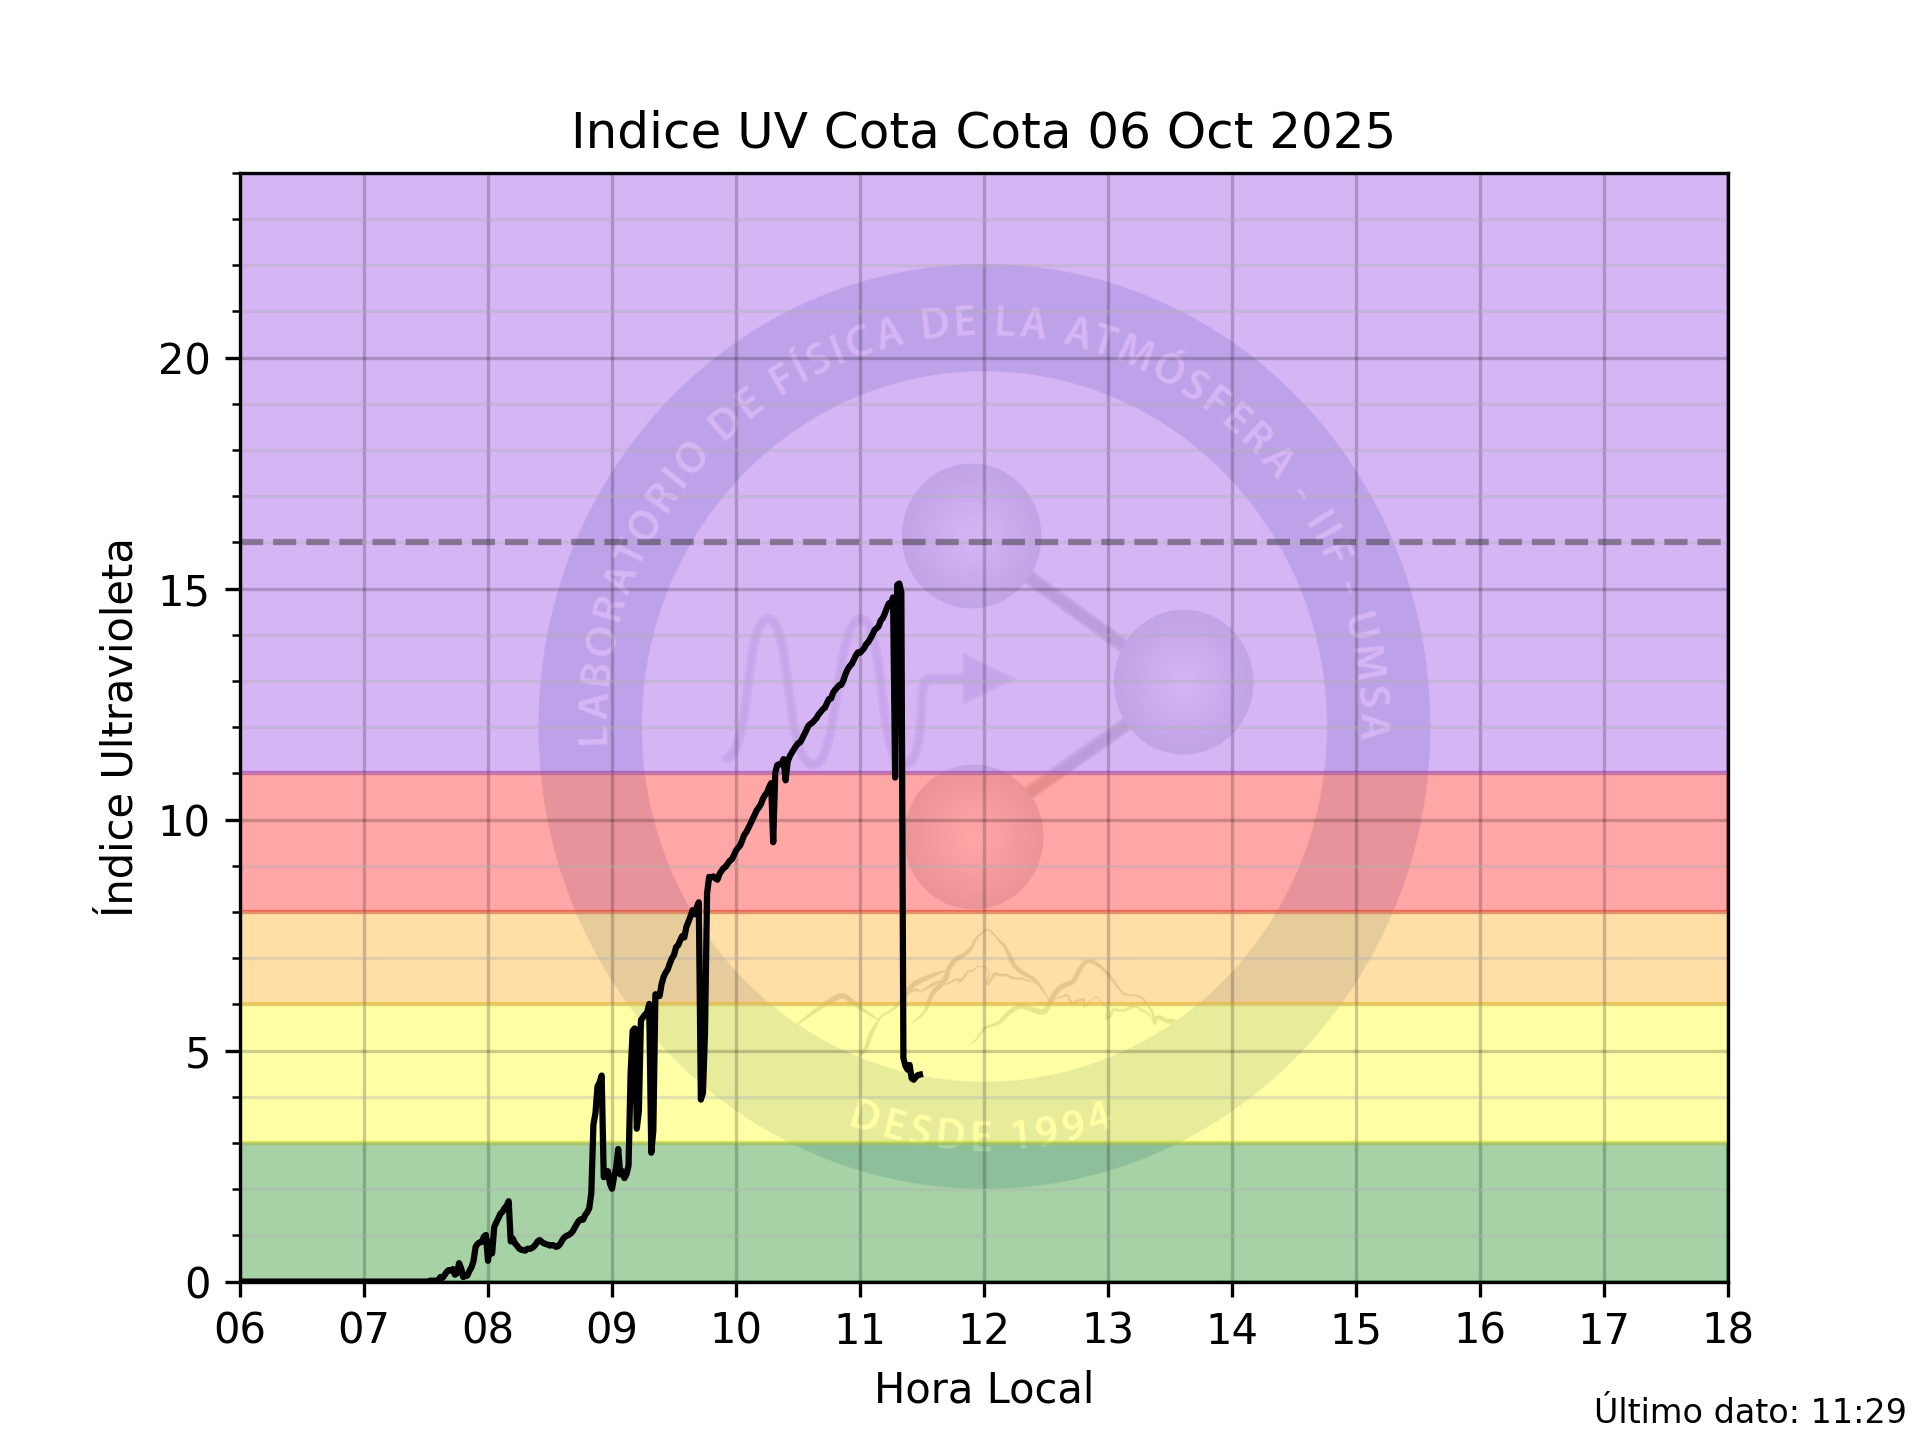 Indice UV Cota Cota 06 Oct 2025
Índice Ultravioleta
20
15
10
5
0
LABORATORIO DE FÍSICA DE LA ATMÓSFERA - IIF - UMSA
DESDE 1994
06 07 08 09 10 11 12 13 14 15 16 17 18
Hora Local
Último dato: 11:29